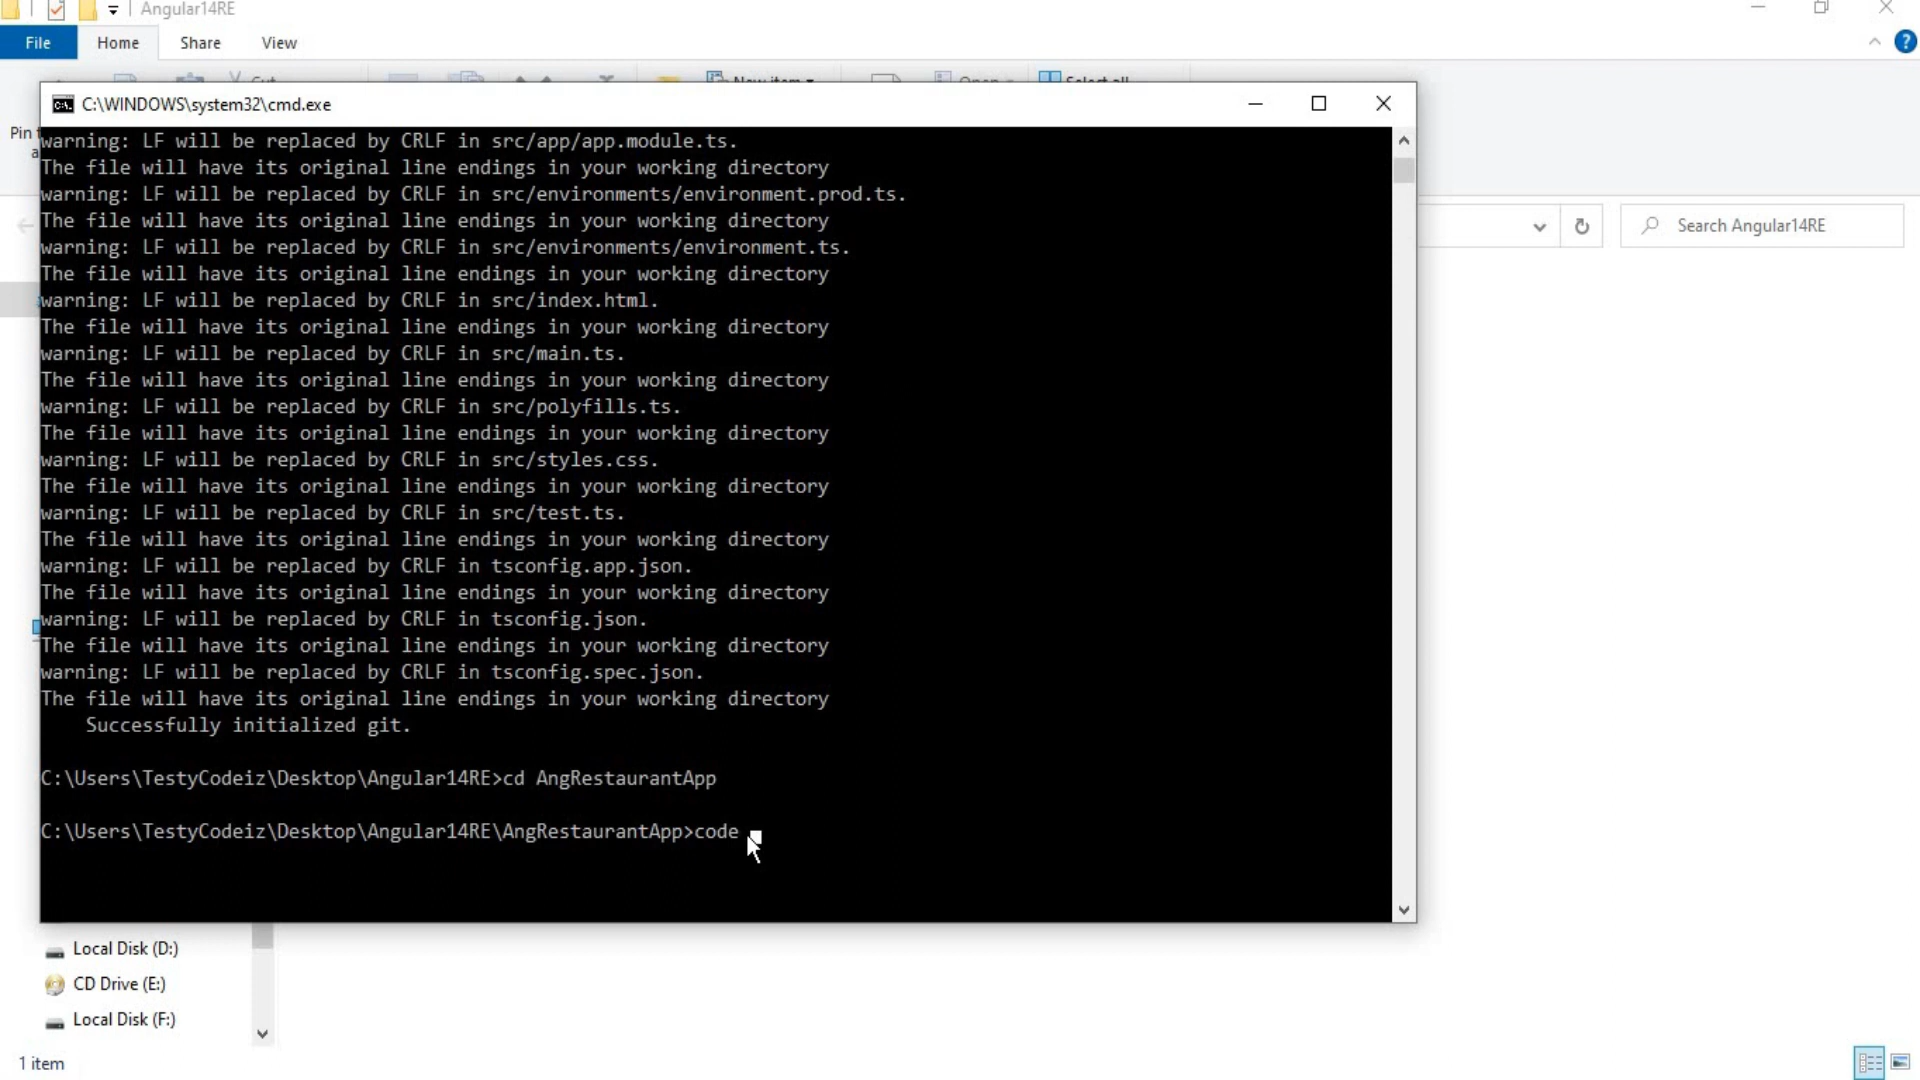 Angular14RE
File Home Share View
New item
Select all
Search Angular14RE
C:\WINDOWS\system32\cmd.exe
warning: LF will be replaced by CRLF in src/app/app.module.ts.
The file will have its original line endings in your working directory
warning: LF will be replaced by CRLF in src/environments/environment.prod.ts.
The file will have its original line endings in your working directory
warning: LF will be replaced by CRLF in src/environments/environment.ts.
The file will have its original line endings in your working directory
warning: LF will be replaced by CRLF in src/index.html.
The file will have its original line endings in your working directory
warning: LF will be replaced by CRLF in src/main.ts.
The file will have its original line endings in your working directory
warning: LF will be replaced by CRLF in src/polyfills.ts.
The file will have its original line endings in your working directory
warning: LF will be replaced by CRLF in src/styles.css.
The file will have its original line endings in your working directory
warning: LF will be replaced by CRLF in src/test.ts.
The file will have its original line endings in your working directory
warning: LF will be replaced by CRLF in tsconfig.app.json.
The file will have its original line endings in your working directory
warning: LF will be replaced by CRLF in tsconfig.json.
The file will have its original line endings in your working directory
warning: LF will be replaced by CRLF in tsconfig.spec.json.
The file will have its original line endings in your working directory
Successfully initialized git.
C:\Users\TestyCodeiz\Desktop\Angular14RE>cd AngRestaurantApp
C:\Users\TestyCodeiz\Desktop\Angular14RE\AngRestaurantApp>code
Local Disk (D:)
CD Drive (E:)
Local Disk (F:)
1 item